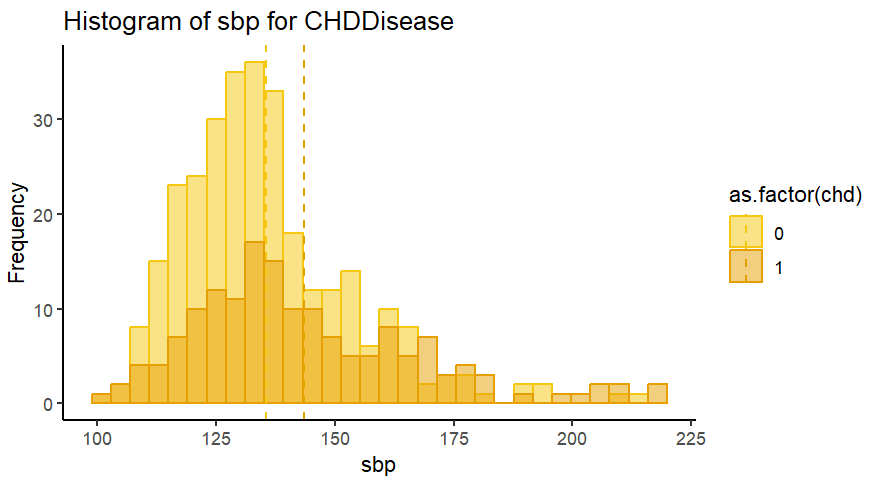 Histogram of sbp for CHDDisease
Frequency
30
20
10
0
100 125 150 175 200 225
sbp
as.factor(chd)
0
1